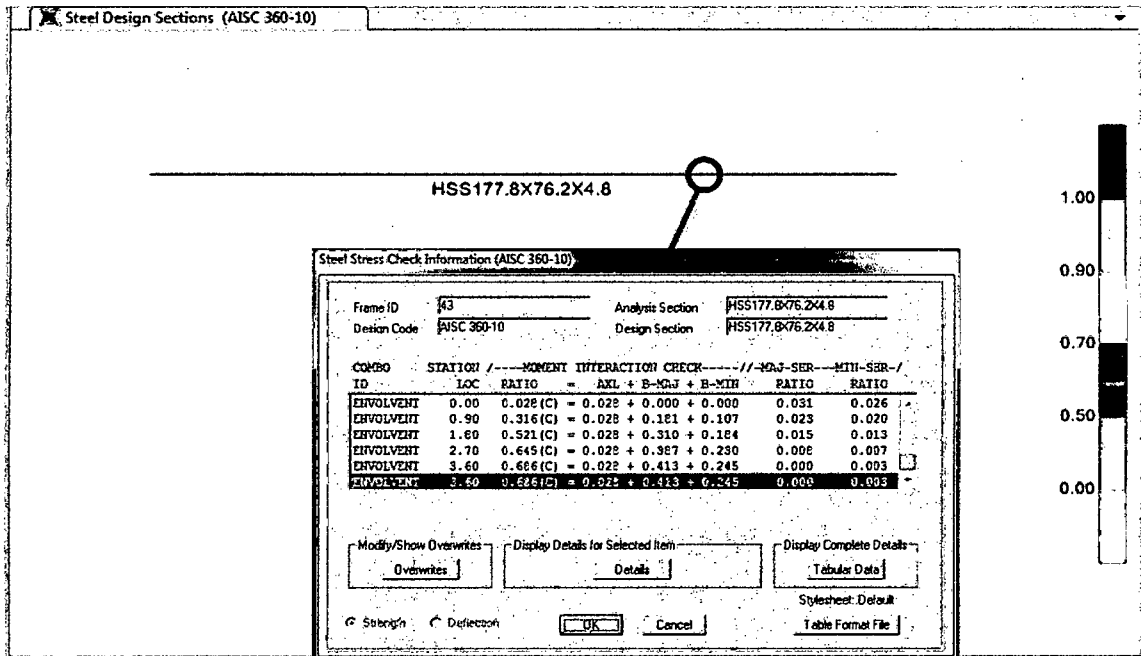 Steel Design Sections (AISC 360-10)
HSS177.8X76.2X4.8
1.00
0.90
0.70
0.50
0.00
Steel Stress Check Information (AISC 360-10)
Frame ID 43 Analysis Section HSS177.8X76.2X4.8
Design Code AISC 360-10 Design Section HSS177.8X76.2X4.8
COMBO STATION /----MOMENT INTERACTION CHECK-----//-MAJ-SHR---MIN-SHR-/
ID LOC RATIO = AXL + B-MAJ + B-MIN RATIO RATIO
ENVOLVENT 0.00 0.028(C) = 0.028 + 0.000 + 0.000 0.031 0.026
ENVOLVENT 0.90 0.316(C) = 0.028 + 0.181 + 0.107 0.023 0.020
ENVOLVENT 1.80 0.521(C) = 0.028 + 0.310 + 0.184 0.015 0.013
ENVOLVENT 2.70 0.645(C) = 0.028 + 0.387 + 0.230 0.008 0.007
ENVOLVENT 3.60 0.686(C) = 0.028 + 0.413 + 0.245 0.000 0.003
ENVOLVENT 3.60 0.686(C) = 0.028 + 0.413 + 0.245 0.000 0.003
Modify/Show Overwrites Display Details for Selected Item Display Complete Details
Overwrites Details Tabular Data
Stylesheet: Default
Strength Deflection OK Cancel Table Format File